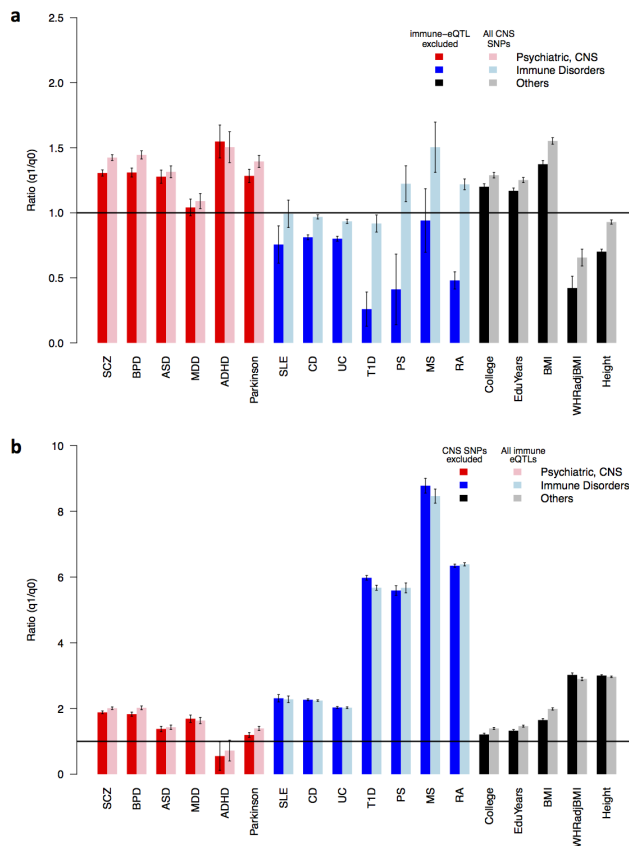 a
immune-eQTL All CNS
excluded SNPs
Psychiatric, CNS
Immune Disorders
Others
Ratio (q1/q0)
2.5
2.0
1.5
1.0
0.5
0.0
SCZ BPD ASD MDD ADHD Parkinson SLE CD UC T1D PS MS RA College EduYears BMI WHRadjBMI Height
b
CNS SNPs All immune
excluded eQTLs
Psychiatric, CNS
Immune Disorders
Others
Ratio (q1/q0)
10
8
6
4
2
0
SCZ BPD ASD MDD ADHD Parkinson SLE CD UC T1D PS MS RA College EduYears BMI WHRadjBMI Height